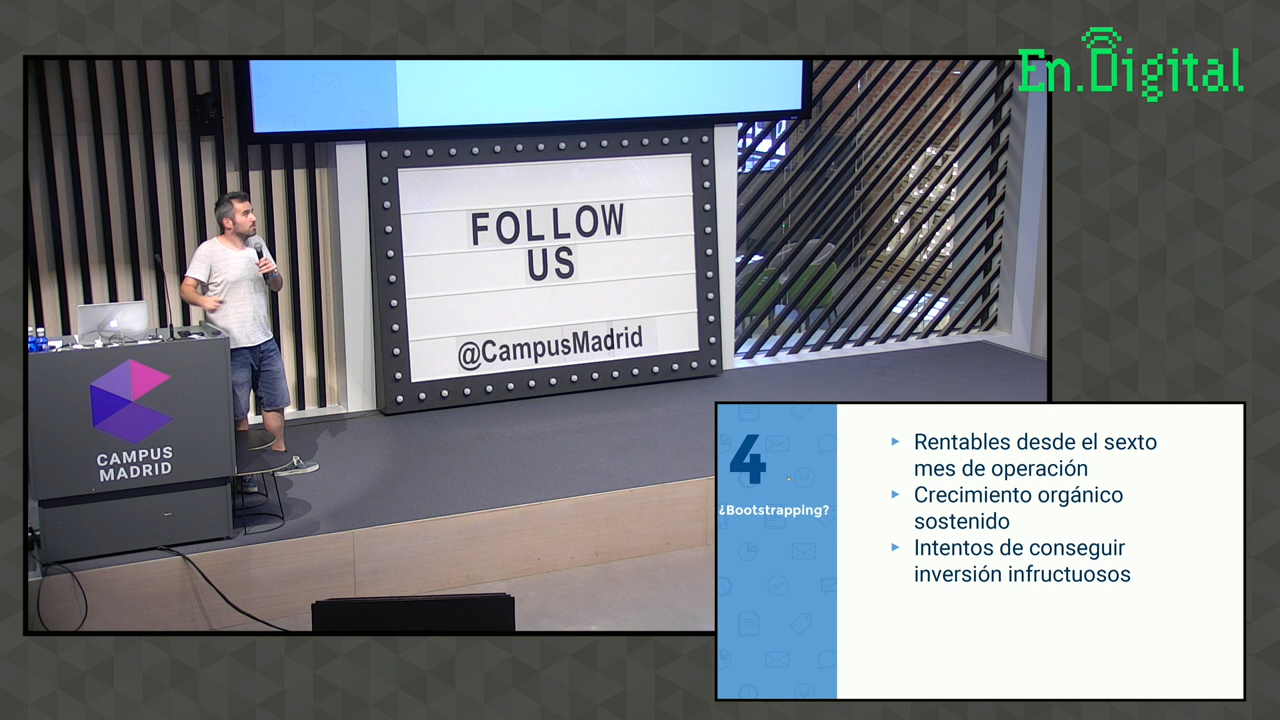 En.Digital
FOLLOW
US
@CampusMadrid
CAMPUS
MADRID
4
¿Bootstrapping?
▸ Rentables desde el sexto
mes de operación
▸ Crecimiento orgánico
sostenido
▸ Intentos de conseguir
inversión infructuosos